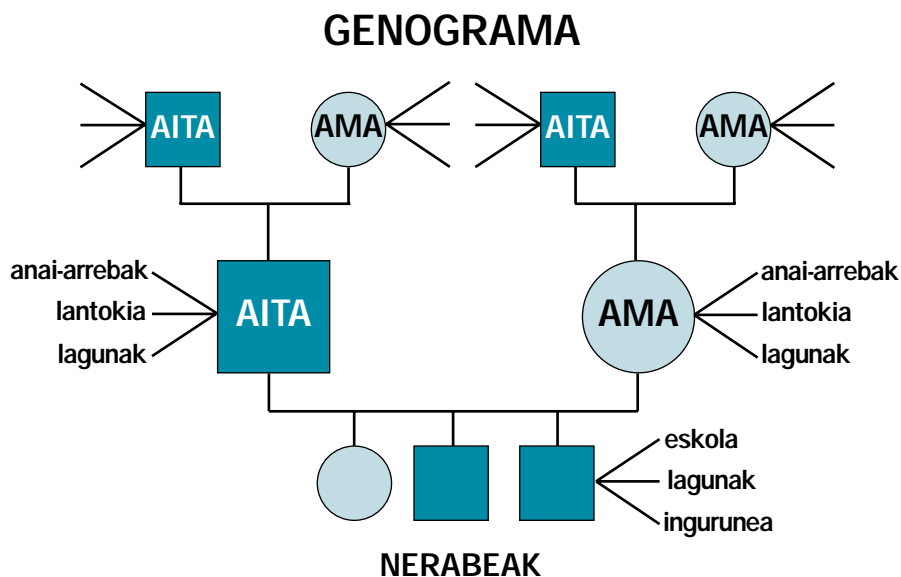 GENOGRAMA
AITA
AMA
AITA
AMA
anai-arrebak
lantokia
lagunak
AITA
AMA
anai-arrebak
lantokia
lagunak
eskola
lagunak
ingurunea
NERABEAK